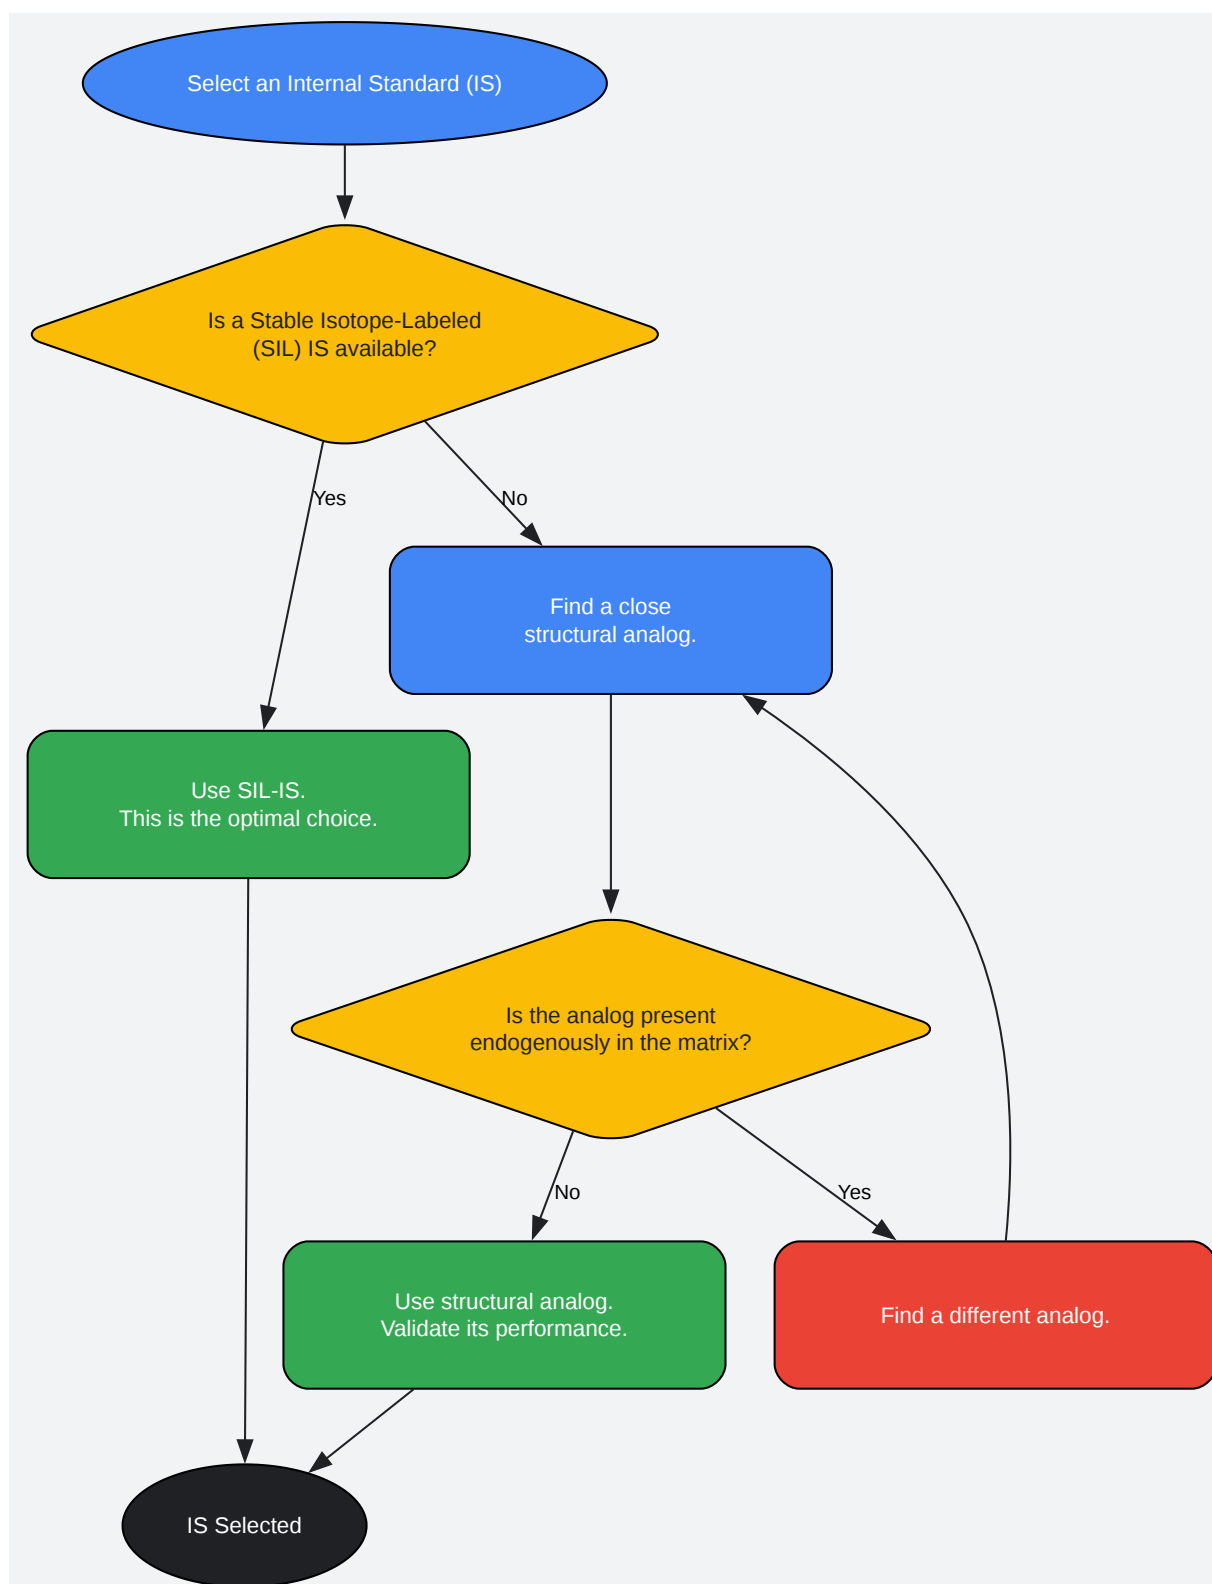 Select an Internal Standard (IS)
Is a Stable Isotope-Labeled
(SIL) IS available?
Yes
No
Find a close
structural analog.
Use SIL-IS.
This is the optimal choice.
Is the analog present
endogenously in the matrix?
No
Yes
Use structural analog.
Validate its performance.
Find a different analog.
IS Selected